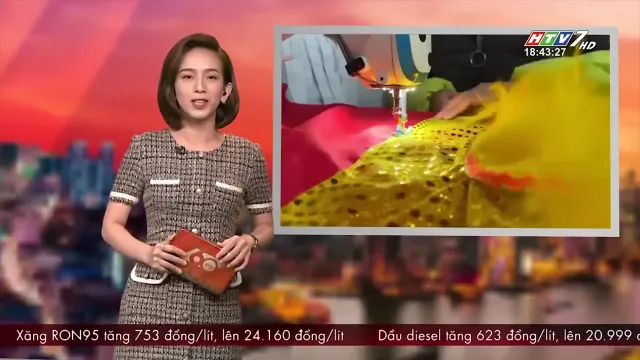 HTV7 HD
18:43:27
Xăng RON95 tăng 753 đồng/lít, lên 24.160 đồng/lít Dầu diesel tăng 623 đồng/lít, lên 20.999